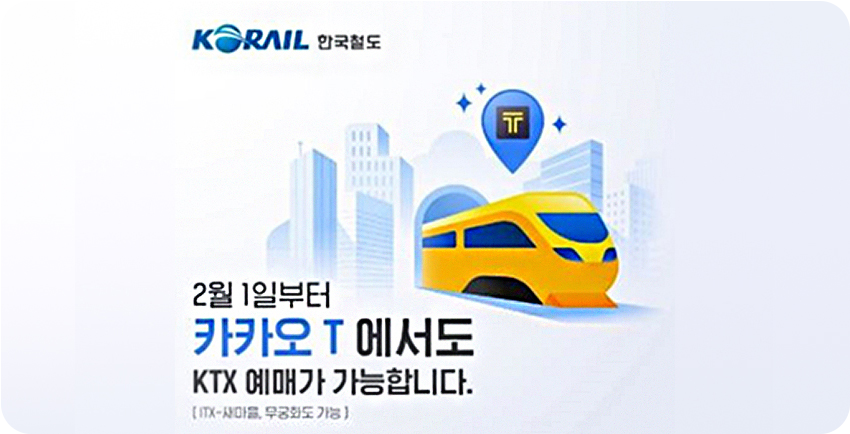 KORAIL 한국철도
T
2월 1일부터
카카오 T 에서도
KTX 예매가 가능합니다.
[ ITX-새마을, 무궁화도 가능 ]